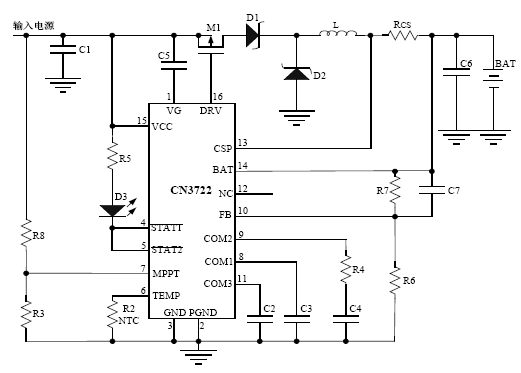 输入电源
M1
D1
L
RCS
C1
C5
D2
C6
BAT
1
16
VG
DRV
15
VCC
CSP
13
R5
BAT
14
CN3722
R7
C7
D3
NC
12
FB
10
4
STAT1
5
STAT2
COM2
9
R8
COM1
8
7
MPPT
R4
R6
COM3
11
6
TEMP
R3
R2
NTC
C2
C3
C4
GND
PGND
3
2